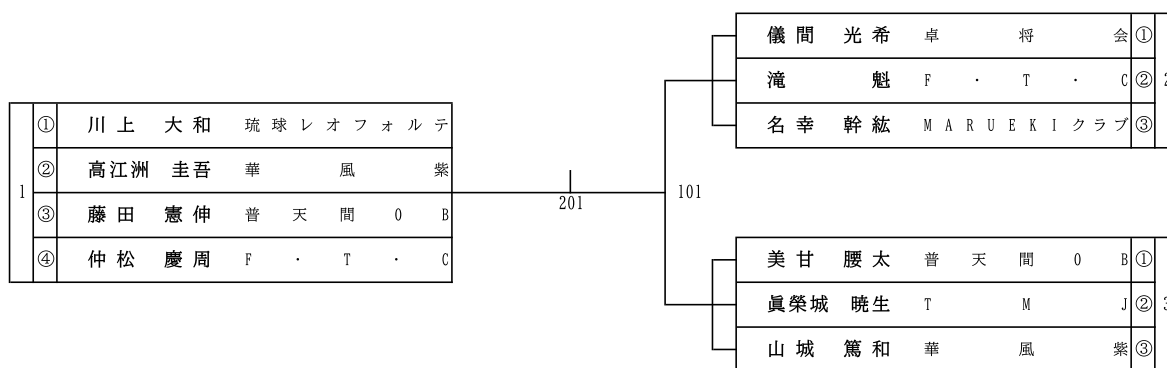 1
① 川上 大和 琉球レオフォルテ
② 高江洲 圭吾 華風紫
③ 藤田 憲伸 普天間OB
④ 仲松 慶周 F・T・C
201
101
儀間 光希 卓将会 ①
滝 魁 F・T・C ② 2
名幸 幹紘 MARUEKIクラブ ③
美甘 腰太 普天間OB ①
眞榮城 暁生 TMJ ② 3
山城 篤和 華風紫 ③